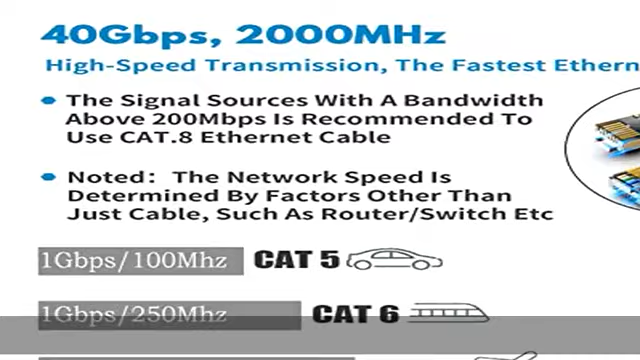 40Gbps, 2000MHz
High-Speed Transmission, The Fastest Ethern
The Signal Sources With A Bandwidth
Above 200Mbps Is Recommended To
Use CAT.8 Ethernet Cable
Noted: The Network Speed Is
Determined By Factors Other Than
Just Cable, Such As Router/Switch Etc
1Gbps/100Mhz CAT 5
1Gbps/250Mhz CAT 6